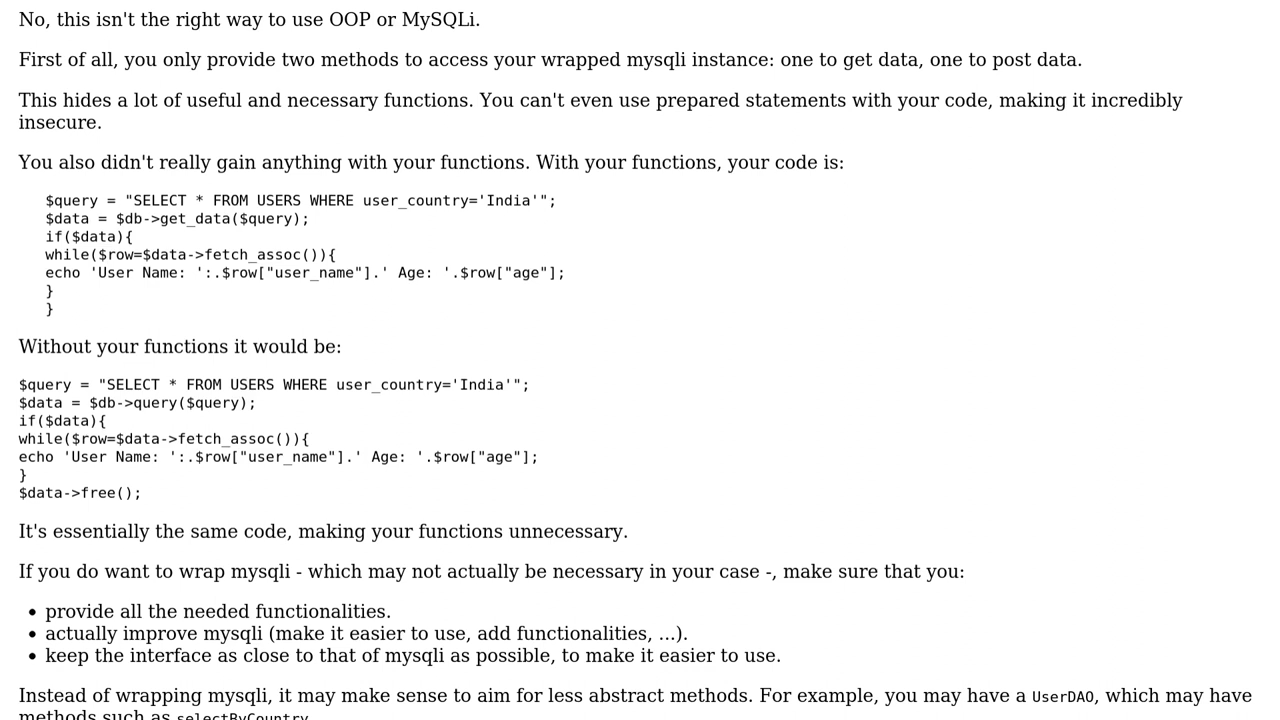 No, this isn't the right way to use OOP or MySQLi.
First of all, you only provide two methods to access your wrapped mysqli instance: one to get data, one to post data.
This hides a lot of useful and necessary functions. You can't even use prepared statements with your code, making it incredibly
insecure.
You also didn't really gain anything with your functions. With your functions, your code is:
$query = "SELECT * FROM USERS WHERE user_country='India'";
$data = $db->get_data($query);
if($data){
while($row=$data->fetch_assoc()){
echo 'User Name: ':.$row["user_name"].' Age: '.$row["age"];
}
}
Without your functions it would be:
$query = "SELECT * FROM USERS WHERE user_country='India'";
$data = $db->query($query);
if($data){
while($row=$data->fetch_assoc()){
echo 'User Name: ':.$row["user_name"].' Age: '.$row["age"];
}
$data->free();
It's essentially the same code, making your functions unnecessary.
If you do want to wrap mysqli - which may not actually be necessary in your case -, make sure that you:
• provide all the needed functionalities.
• actually improve mysqli (make it easier to use, add functionalities, ...).
• keep the interface as close to that of mysqli as possible, to make it easier to use.
Instead of wrapping mysqli, it may make sense to aim for less abstract methods. For example, you may have a UserDAO, which may have
methods such as selectByCountry.